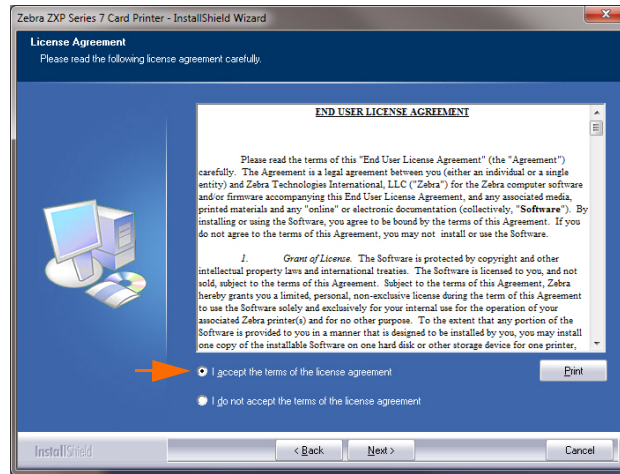 Zebra ZXP Series 7 Card Printer - InstallShield Wizard
License Agreement
Please read the following license agreement carefully.
END USER LICENSE AGREEMENT
Please read the terms of this "End User License Agreement" (the "Agreement")
carefully. The Agreement is a legal agreement between you (either an individual or a single
entity) and Zebra Technologies International, LLC ("Zebra") for the Zebra computer software
and/or firmware accompanying this End User License Agreement, and any associated media,
printed materials and any "online" or electronic documentation (collectively, "Software"). By
installing or using the Software, you agree to be bound by the terms of this Agreement. If you
do not agree to the terms of this Agreement, you may not install or use the Software.
1. Grant of License. The Software is protected by copyright and other
intellectual property laws and international treaties. The Software is licensed to you, and not
sold, subject to the terms of this Agreement. Subject to the terms of this Agreement, Zebra
hereby grants you a limited, personal, non-exclusive license during the term of this Agreement
to use the Software solely and exclusively for your internal use for the operation of your
associated Zebra printer(s) and for no other purpose. To the extent that any portion of the
Software is provided to you in a manner that is designed to be installed by you, you may install
one copy of the installable Software on one hard disk or other storage device for one printer,
I accept the terms of the license agreement
Print
I do not accept the terms of the license agreement
InstallShield
< Back
Next >
Cancel